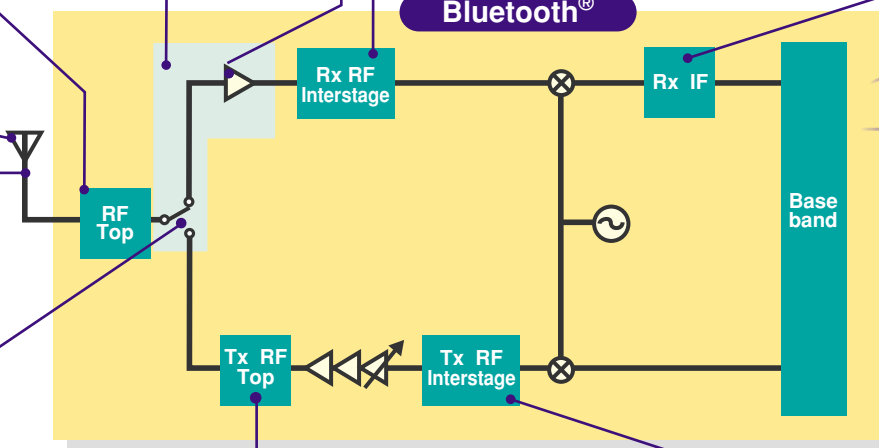 Bluetooth®
Rx RF
Interstage
Rx IF
RF
Top
Base
band
Tx RF
Top
Tx RF
Interstage